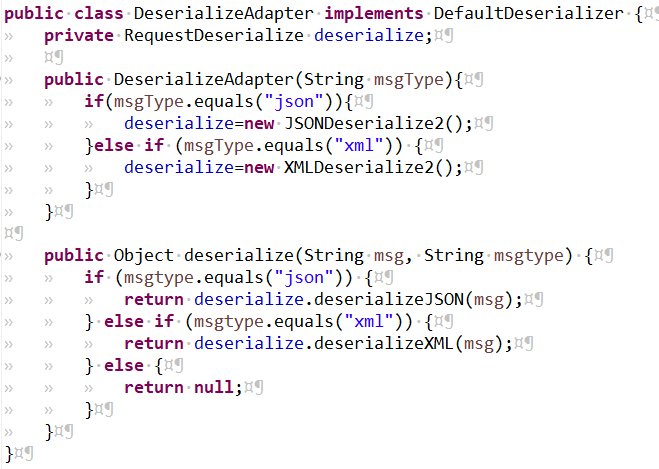 public class DeserializeAdapter implements DefaultDeserializer {
private RequestDeserialize deserialize;

public DeserializeAdapter(String msgType){
if(msgType.equals("json")){
deserialize=new JSONDeserialize2();
}else if (msgType.equals("xml")) {
deserialize=new XMLDeserialize2();
}
}

public Object deserialize(String msg, String msgtype) {
if (msgtype.equals("json")) {
return deserialize.deserializeJSON(msg);
} else if (msgtype.equals("xml")) {
return deserialize.deserializeXML(msg);
} else {
return null;
}
}
}